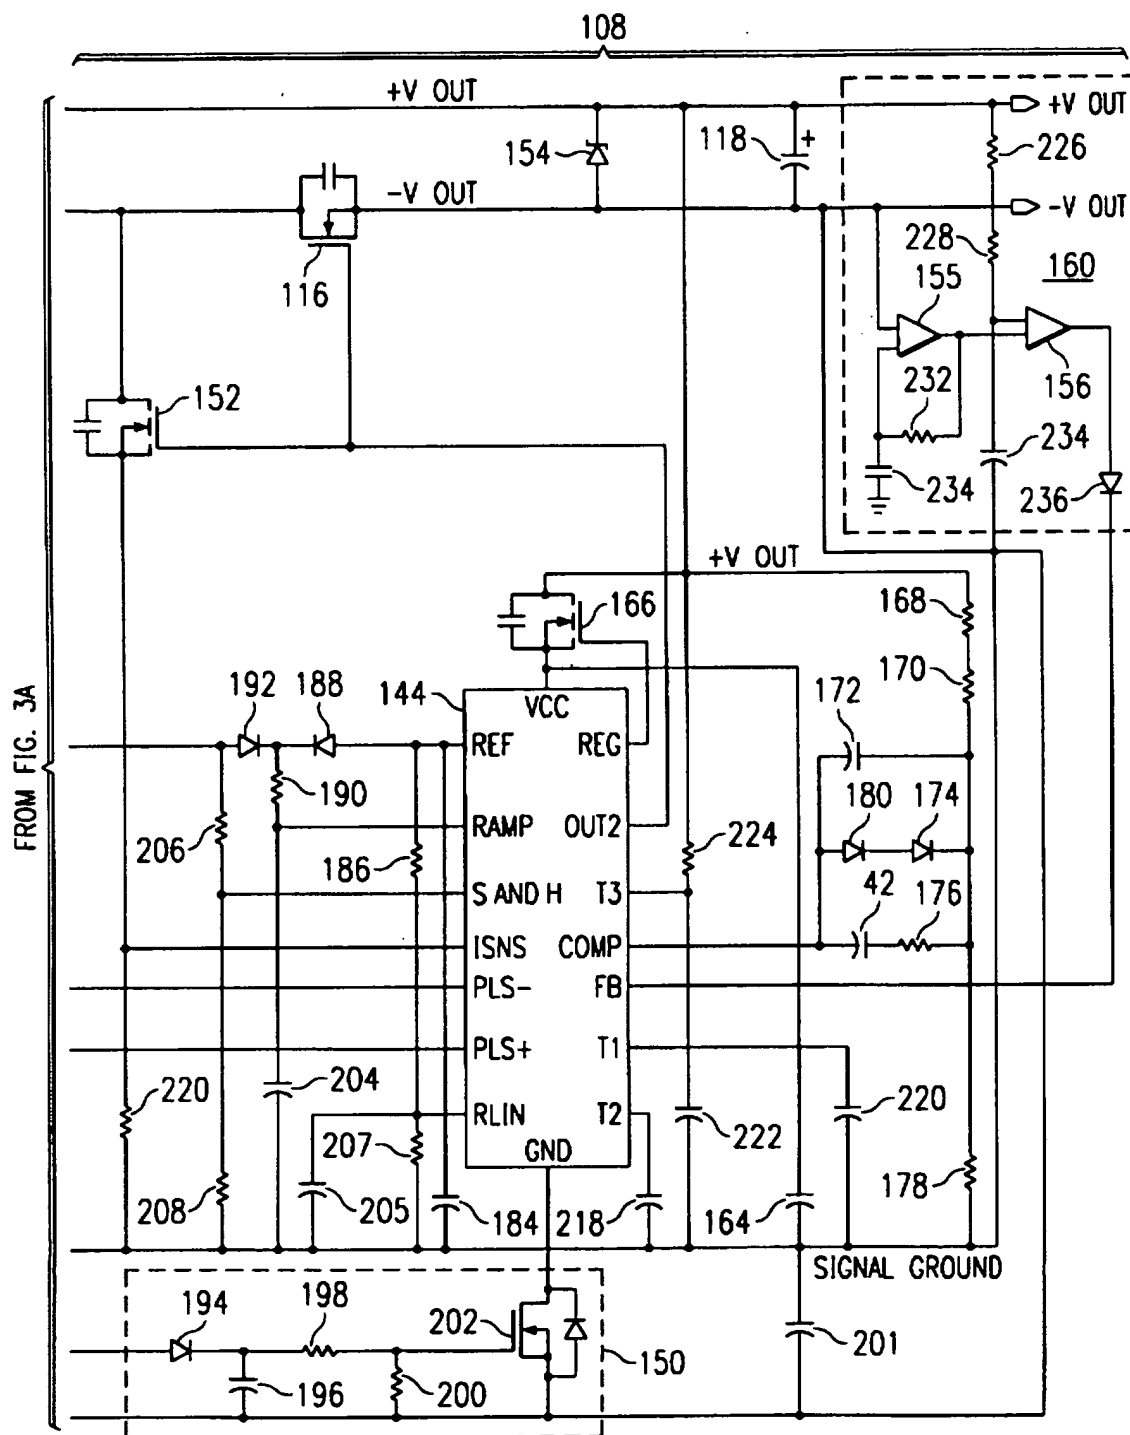 108
+V OUT
+V OUT
154
118
+
226
-V OUT
-V OUT
228
160
116
155
156
152
232
234
234
236
+V OUT
166
168
170
172
192
188
144
VCC
REF
REG
190
180
174
RAMP
OUT2
206
186
224
S AND H
T3
42
176
ISNS
COMP
PLS-
FB
PLS+
T1
220
204
220
RLIN
T2
207
222
GND
208
205
184
218
164
178
SIGNAL GROUND
194
198
202
201
150
196
200
FROM FIG. 3A